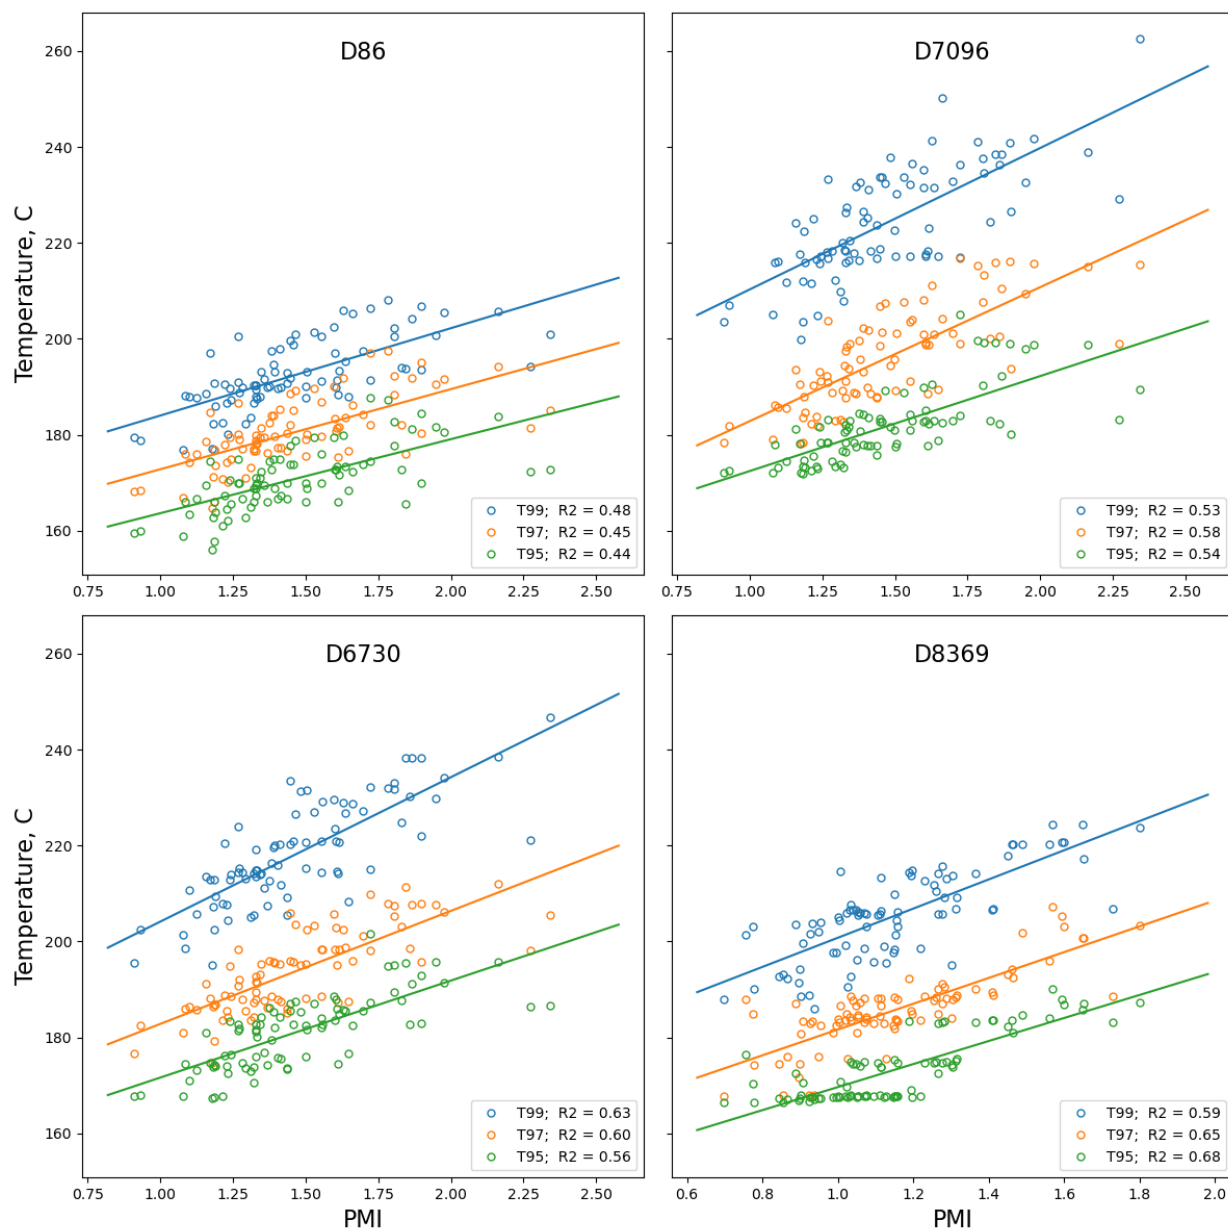 D86
D7096
260
240
220
200
180
160
Temperature, C
T99; R2 = 0.48
T97; R2 = 0.45
T95; R2 = 0.44
T99; R2 = 0.53
T97; R2 = 0.58
T95; R2 = 0.54
0.75 1.00 1.25 1.50 1.75 2.00 2.25 2.50
0.75 1.00 1.25 1.50 1.75 2.00 2.25 2.50
D6730
D8369
260
240
220
200
180
160
Temperature, C
T99; R2 = 0.63
T97; R2 = 0.60
T95; R2 = 0.56
T99; R2 = 0.59
T97; R2 = 0.65
T95; R2 = 0.68
0.75 1.00 1.25 1.50 1.75 2.00 2.25 2.50
0.6 0.8 1.0 1.2 1.4 1.6 1.8 2.0
PMI
PMI